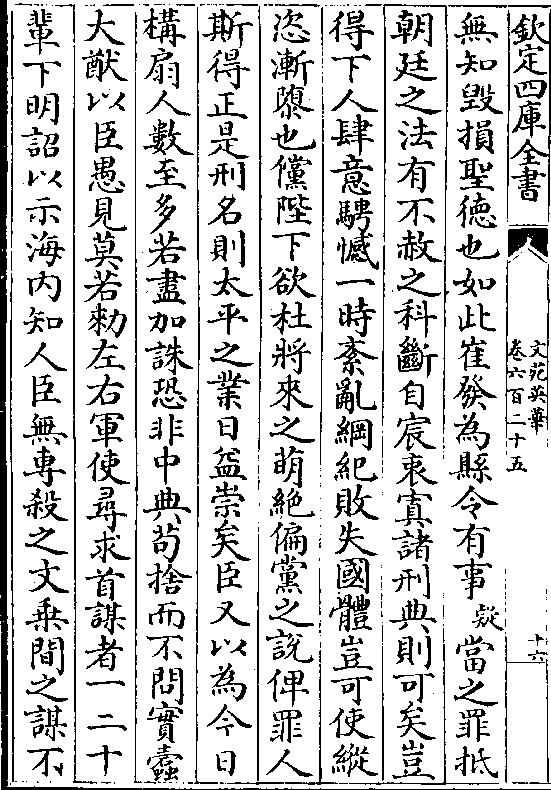 欽定四庫全書
文苑英華
卷六百二十五
十六
無知毀損聖德也如此崔發為縣令有事疑當之罪抵
朝廷之法有不赦之科斷自宸衷寘諸刑典則可矣豈
得下人肆意騁憾一時紊亂綱紀敗失國體豈可使縱
恣漸隳也儻陛下欲杜將來之萌絶偏黨之說俾罪人
斯得正是刑名則太平之業日益崇矣臣又以為今日
構扇人數至多若盡加誅恐非中典茍捨而不問實蠧
大猷以臣愚見莫若勑左右軍使尋求首謀者一二十
輩下明詔以示海内知人臣無專殺之文乗間之謀不